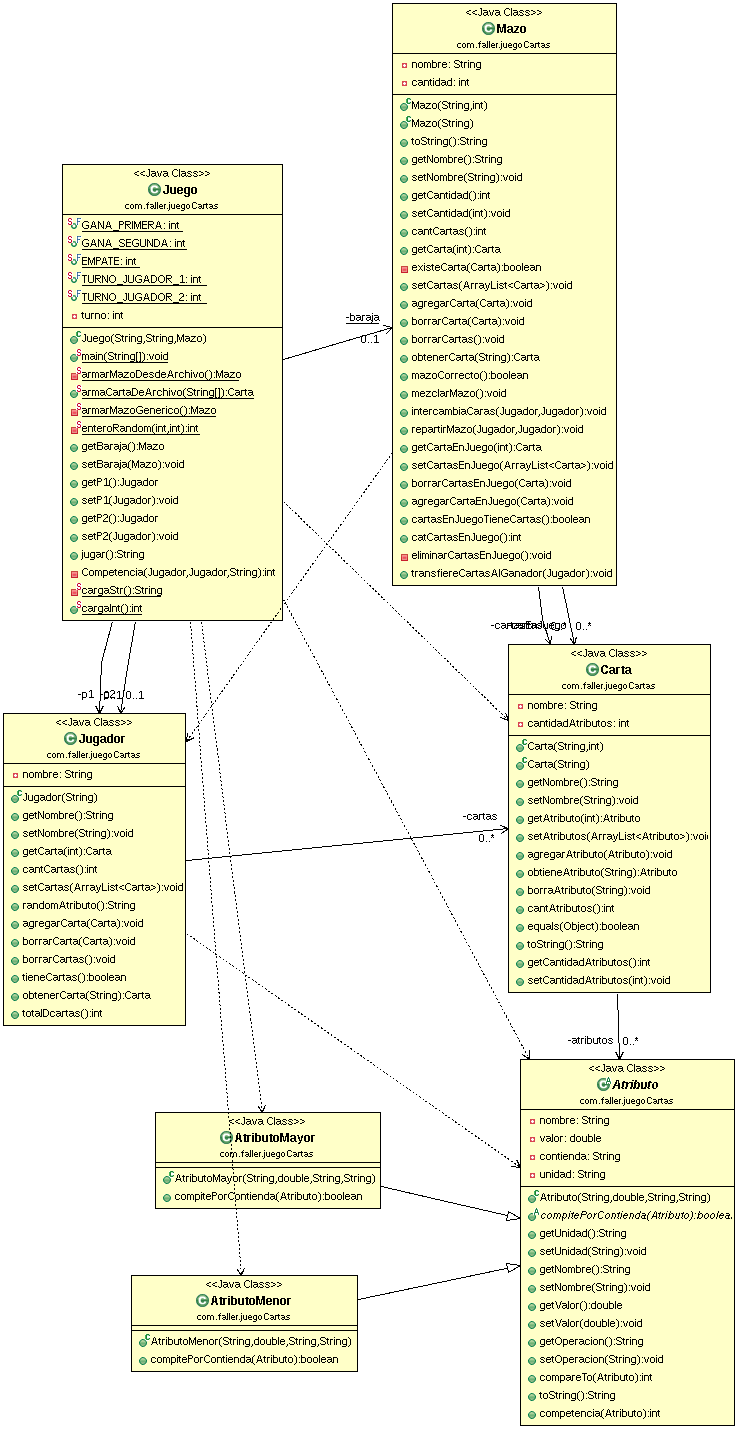 <<Java Class>>
Mazo
com.faller.juegoCartas
nombre: String
cantidad: int
Mazo(String,int)
Mazo(String)
toString():String
getNombre():String
setNombre(String):void
getCantidad():int
setCantidad(int):void
cantCartas():int
getCarta(int):Carta
existeCarta(Carta):boolean
setCartas(ArrayList<Carta>):void
agregarCarta(Carta):void
borrarCarta(Carta):void
borrarCartas():void
obtenerCarta(String):Carta
mazoCorrecto():boolean
mezclarMazo():void
intercambiaCaras(Jugador,Jugador):void
repartirMazo(Jugador,Jugador):void
getCartaEnJuego(int):Carta
setCartasEnJuego(ArrayList<Carta>):void
borrarCartasEnJuego(Carta):void
agregarCartaEnJuego(Carta):void
cartasEnJuegoTieneCartas():boolean
catCartasEnJuego():int
eliminarCartasEnJuego():void
transfiereCartasAlGanador(Jugador):void
<<Java Class>>
Juego
com.faller.juegoCartas
GANA_PRIMERA: int
GANA_SEGUNDA: int
EMPATE: int
TURNO_JUGADOR_1: int
TURNO_JUGADOR_2: int
turno: int
Juego(String,String,Mazo)
main(String[]):void
armarMazoDesdeArchivo():Mazo
armaCartaDeArchivo(String[]):Carta
armarMazoGenerico():Mazo
enteroRandom(int,int):int
getBaraja():Mazo
setBaraja(Mazo):void
getP1():Jugador
setP1(Jugador):void
getP2():Jugador
setP2(Jugador):void
jugar():String
Competencia(Jugador,Jugador,String):int
cargaStr():String
cargaInt():int
-baraja
0..1
0..*
-p1
0..1
<<Java Class>>
Jugador
com.faller.juegoCartas
nombre: String
Jugador(String)
getNombre():String
setNombre(String):void
getCarta(int):Carta
cantCartas():int
setCartas(ArrayList<Carta>):void
randomAtributo():String
agregarCarta(Carta):void
borrarCarta(Carta):void
borrarCartas():void
tieneCartas():boolean
obtenerCarta(String):Carta
totalDcartas():int
-cartas
0..*
<<Java Class>>
Carta
com.faller.juegoCartas
nombre: String
cantidadAtributos: int
Carta(String,int)
Carta(String)
getNombre():String
setNombre(String):void
getAtributo(int):Atributo
setAtributos(ArrayList<Atributo>):voi
agregarAtributo(Atributo):void
obtieneAtributo(String):Atributo
borraAtributo(String):void
cantAtributos():int
equals(Object):boolean
toString():String
getCantidadAtributos():int
setCantidadAtributos(int):void
-atributos
0..*
<<Java Class>>
Atributo
com.faller.juegoCartas
nombre: String
valor: double
contienda: String
unidad: String
Atributo(String,double,String,String)
compitePorContienda(Atributo):boolea
getUnidad():String
setUnidad(String):void
getNombre():String
setNombre(String):void
getValor():double
setValor(double):void
getOperacion():String
setOperacion(String):void
compareTo(Atributo):int
toString():String
competencia(Atributo):int
<<Java Class>>
AtributoMayor
com.faller.juegoCartas
AtributoMayor(String,double,String,String)
compitePorContienda(Atributo):boolean
<<Java Class>>
AtributoMenor
com.faller.juegoCartas
AtributoMenor(String,double,String,String)
compitePorContienda(Atributo):boolean